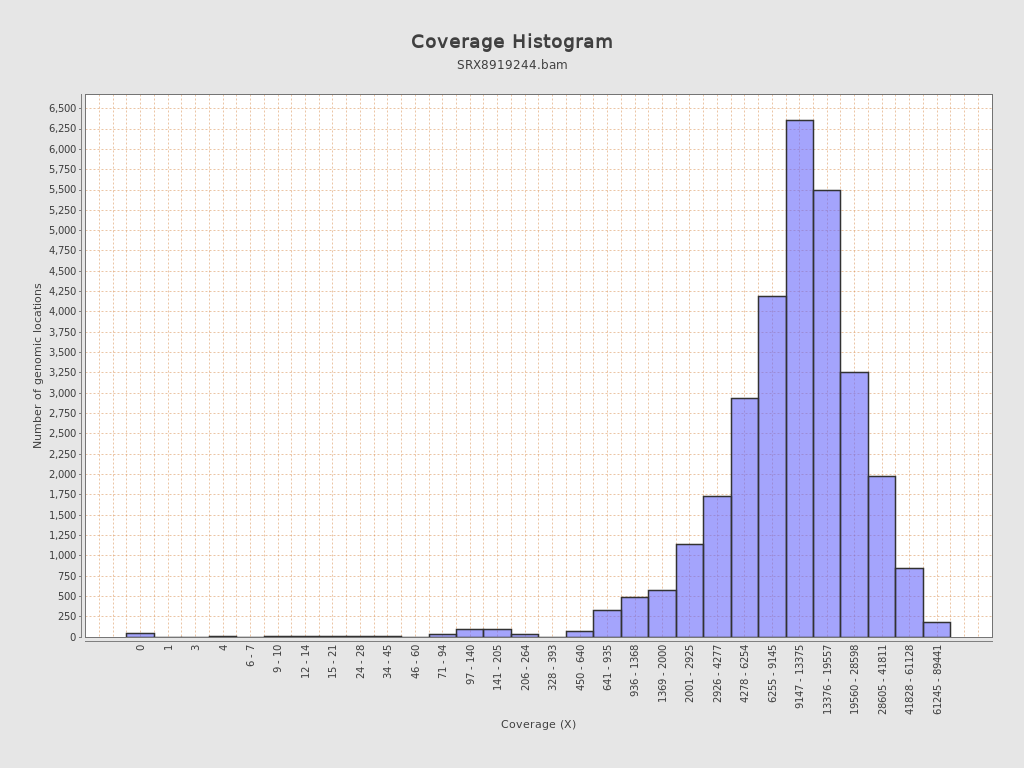 Coverage Histogram
SRX8919244.bam
Number of genomic locations
6,500
6,250
6,000
5,750
5,500
5,250
5,000
4,750
4,500
4,250
4,000
3,750
3,500
3,250
3,000
2,750
2,500
2,250
2,000
1,750
1,500
1,250
1,000
750
500
250
0
0
1
3
4
6 - 7
9 - 10
12 - 14
15 - 21
24 - 28
34 - 45
46 - 60
71 - 94
97 - 140
141 - 205
206 - 264
328 - 393
450 - 640
641 - 935
936 - 1368
1369 - 2000
2001 - 2925
2926 - 4277
4278 - 6254
6255 - 9145
9147 - 13375
13376 - 19557
19560 - 28598
28605 - 41811
41828 - 61128
61245 - 89441
Coverage (X)